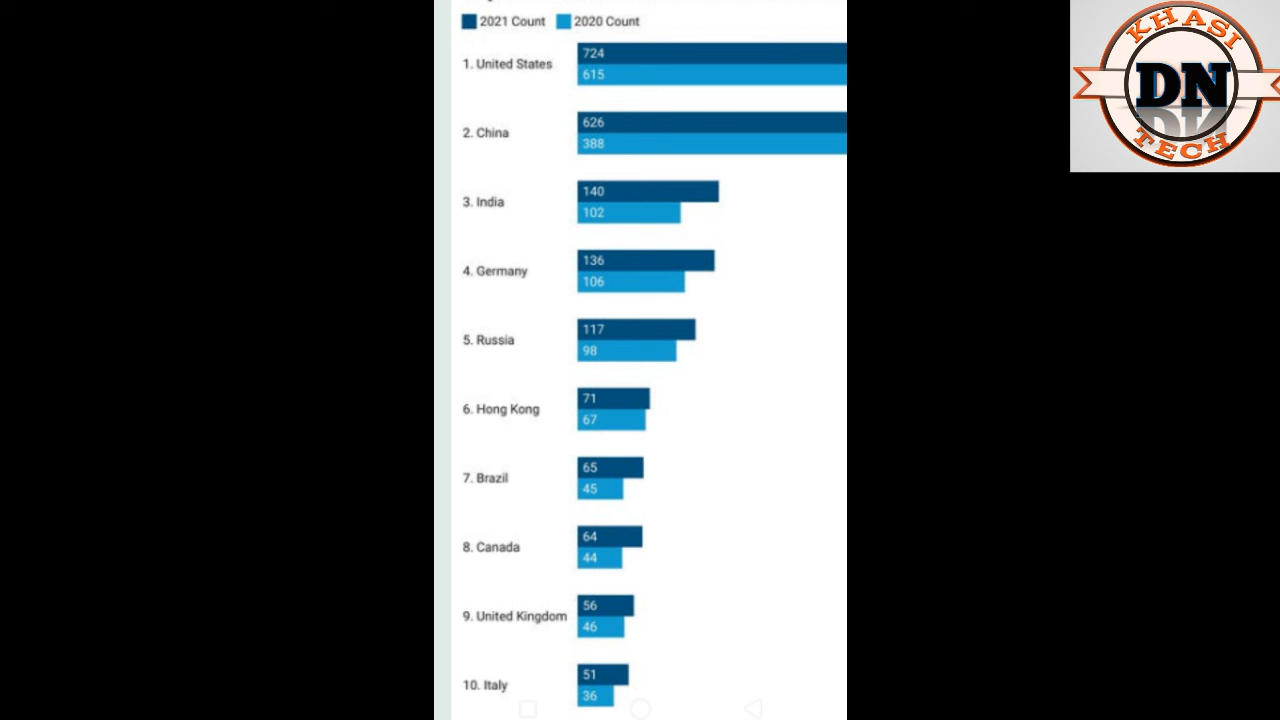 2021 Count 2020 Count
1. United States
724
615
2. China
626
388
3. India
140
102
4. Germany
136
106
5. Russia
117
98
6. Hong Kong
71
67
7. Brazil
65
45
8. Canada
64
44
9. United Kingdom
56
46
10. Italy
51
36
KHASI
DN
TECH